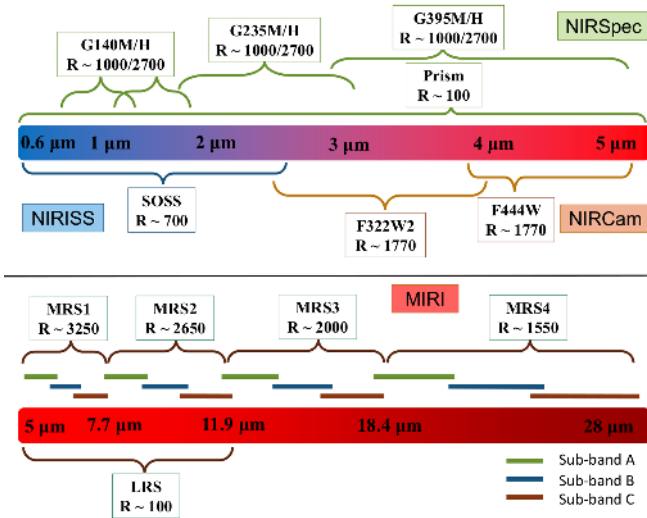 G140M/H
R ~ 1000/2700
G235M/H
R ~ 1000/2700
G395M/H
R ~ 1000/2700
NIRSpec
Prism
R ~ 100
0.6 μm 1 μm 2 μm 3 μm 4 μm 5 μm
NIRISS
SOSS
R ~ 700
F322W2
R ~ 1770
F444W
R ~ 1770
NIRCam
MRS1
R ~ 3250
MRS2
R ~ 2650
MRS3
R ~ 2000
MIRI
MRS4
R ~ 1550
5 μm 7.7 μm 11.9 μm 18.4 μm 28 μm
LRS
R ~ 100
Sub-band A
Sub-band B
Sub-band C